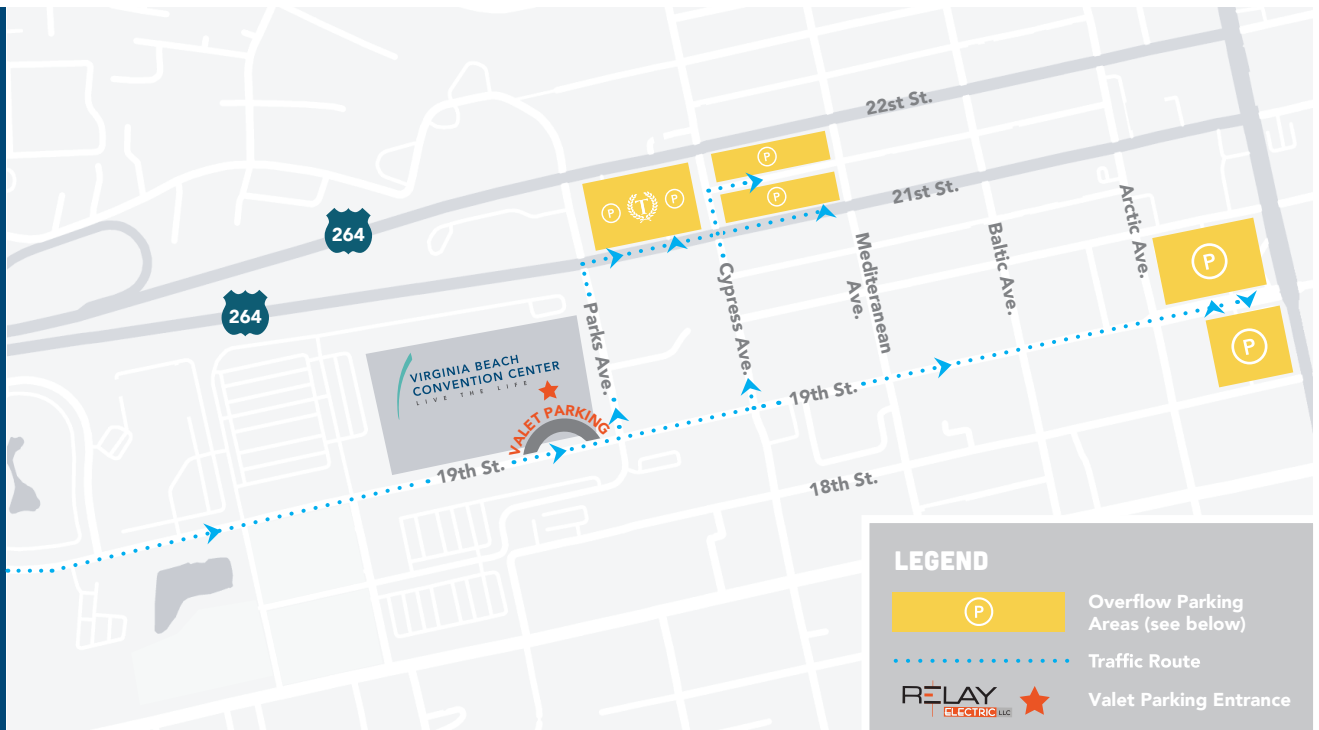 22st St.
P
P
T
P
P
21st St.
264
264
Arctic Ave.
Baltic Ave.
Mediteranean
Ave.
Cypress Ave.
Parks Ave.
P
P
VIRGINIA BEACH
CONVENTION CENTER
LIVE THE LIFE
VALET PARKING
19th St.
19th St.
18th St.
LEGEND
P
Overflow Parking
Areas (see below)
Traffic Route
RELAY
ELECTRIC LLC
Valet Parking Entrance